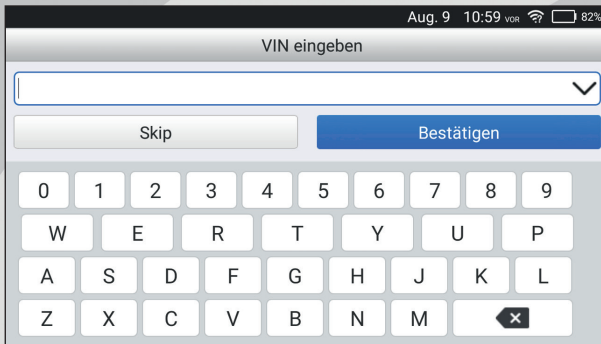 Aug. 9 10:59 VOR 82%
VIN eingeben
Skip Bestätigen
0 1 2 3 4 5 6 7 8 9
W E R T Y U P
A S D F G H J K L
Z X C V B N M